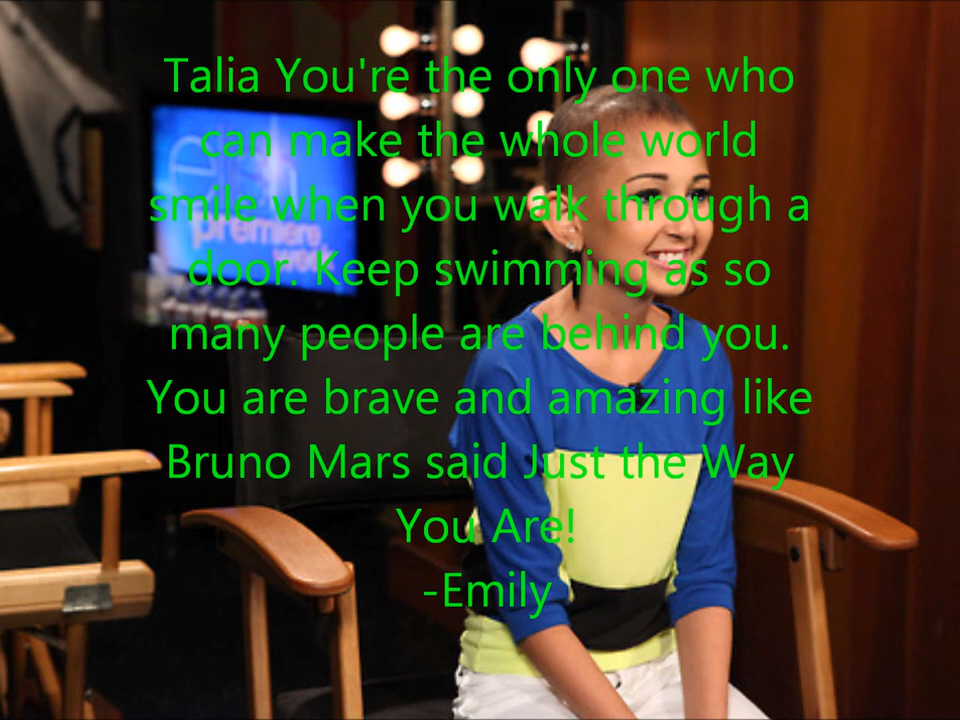 Talia You're the only one who
can make the whole world
smile when you walk through a
door. Keep swimming as so
many people are behind you.
You are brave and amazing like
Bruno Mars said Just the Way
You Are!
-Emily
premiere
week